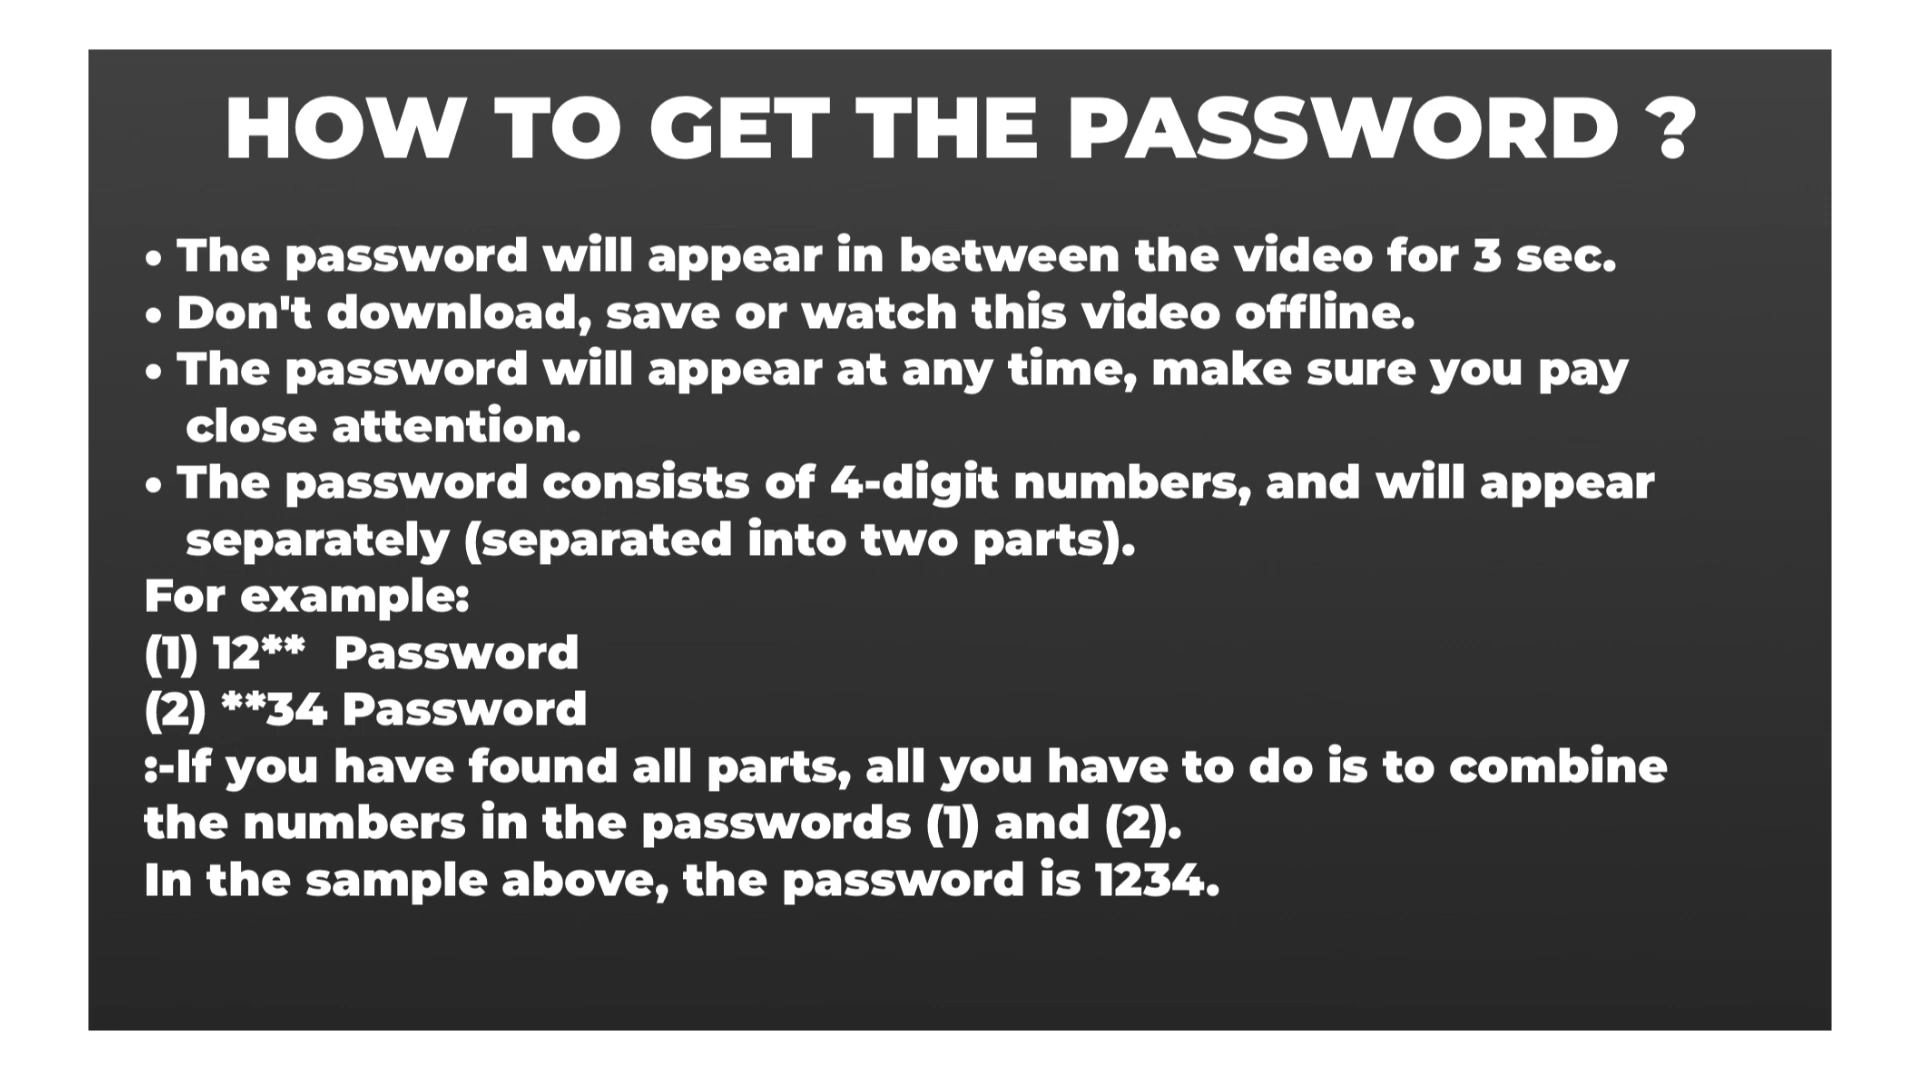 HOW TO GET THE PASSWORD ?
• The password will appear in between the video for 3 sec.
• Don't download, save or watch this video offline.
• The password will appear at any time, make sure you pay
close attention.
• The password consists of 4-digit numbers, and will appear
separately (separated into two parts).
For example:
(1) 12**  Password
(2) **34 Password
:-If you have found all parts, all you have to do is to combine
the numbers in the passwords (1) and (2).
In the sample above, the password is 1234.